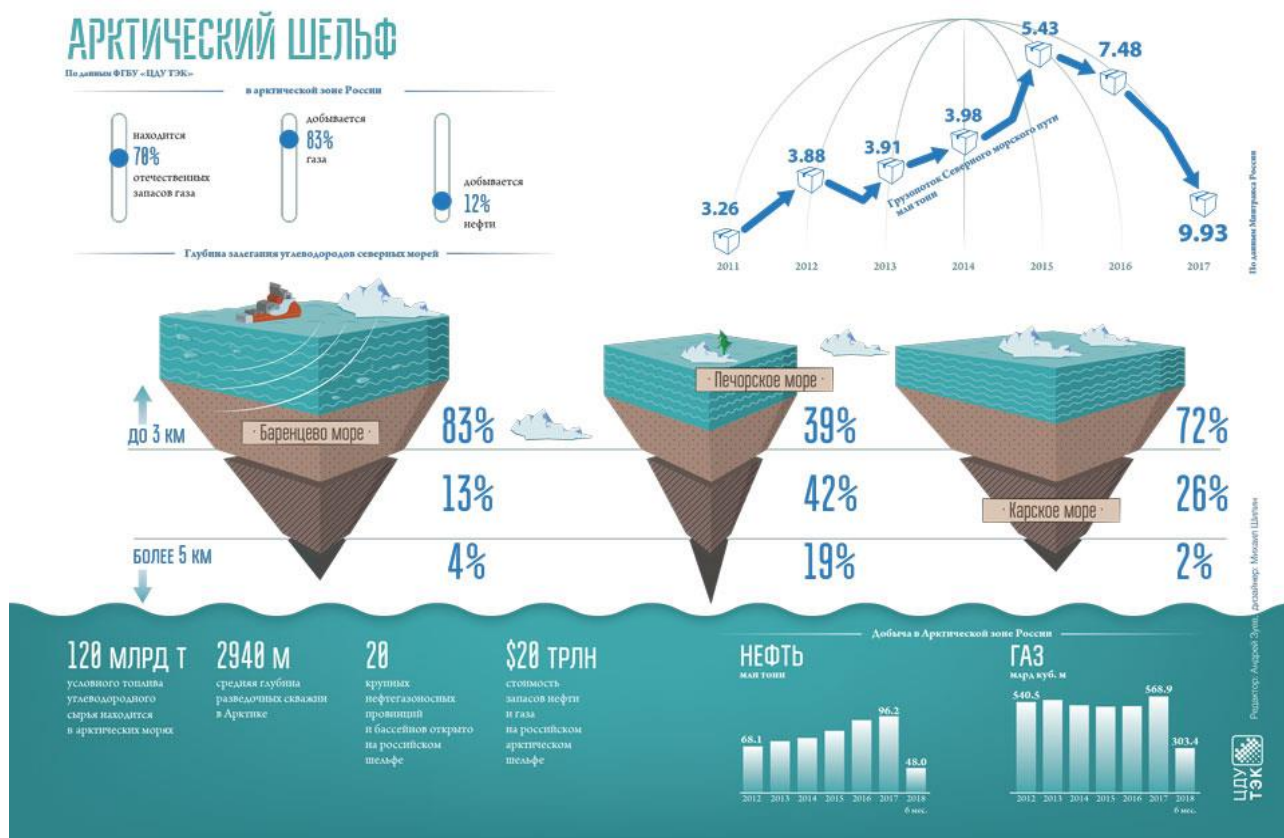 АРКТИЧЕСКИЙ ШЕЛЬФ
По данным ФГБУ «ЦДУ ТЭК»
в арктической зоне России
находится
70%
отечественных
запасов газа
добывается
83%
газа
добывается
12%
нефти
3.26
3.88
3.91
3.98
5.43
7.48
9.93
Грузопоток Северного морского пути
млн тонн
2011
2012
2013
2014
2015
2016
2017
По данным Минтранса России
Глубина залегания углеводородов северных морей
до 3 км
более 5 км
· Баренцево море ·
83%
13%
4%
· Печорское море ·
39%
42%
19%
· Карское море ·
72%
26%
2%
120 МЛРД Т
условного топлива
углеводородного
сырья находится
в арктических морях
2940 М
средняя глубина
разведочных скважин
в Арктике
20
крупных
нефтегазоносных
провинций
и бассейнов открыто
на российском
шельфе
$20 ТРЛН
стоимость
запасов нефти
и газа
на российском
арктическом
шельфе
Добыча в Арктической зоне России
НЕФТЬ
млн тонн
68.1
96.2
48.0
2012 2013 2014 2015 2016 2017 2018
6 мес.
ГАЗ
млрд куб. м
540.5
568.9
303.4
2012 2013 2014 2015 2016 2017 2018
6 мес.
Редактор: Андрей Зуев, дизайнер: Михаил Шилин
ЦДУ
ТЭК